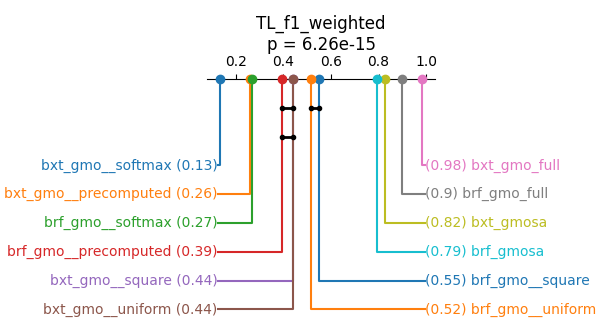 TL_f1_weighted
p = 6.26e-15
0.2 0.4 0.6 0.8 1.0
bxt_gmo__softmax (0.13) (0.98) bxt_gmo_full
bxt_gmo__precomputed (0.26) (0.9) brf_gmo_full
brf_gmo__softmax (0.27) (0.82) bxt_gmosa
brf_gmo__precomputed (0.39) (0.79) brf_gmosa
bxt_gmo__square (0.44) (0.55) brf_gmo__square
bxt_gmo__uniform (0.44) (0.52) brf_gmo__uniform